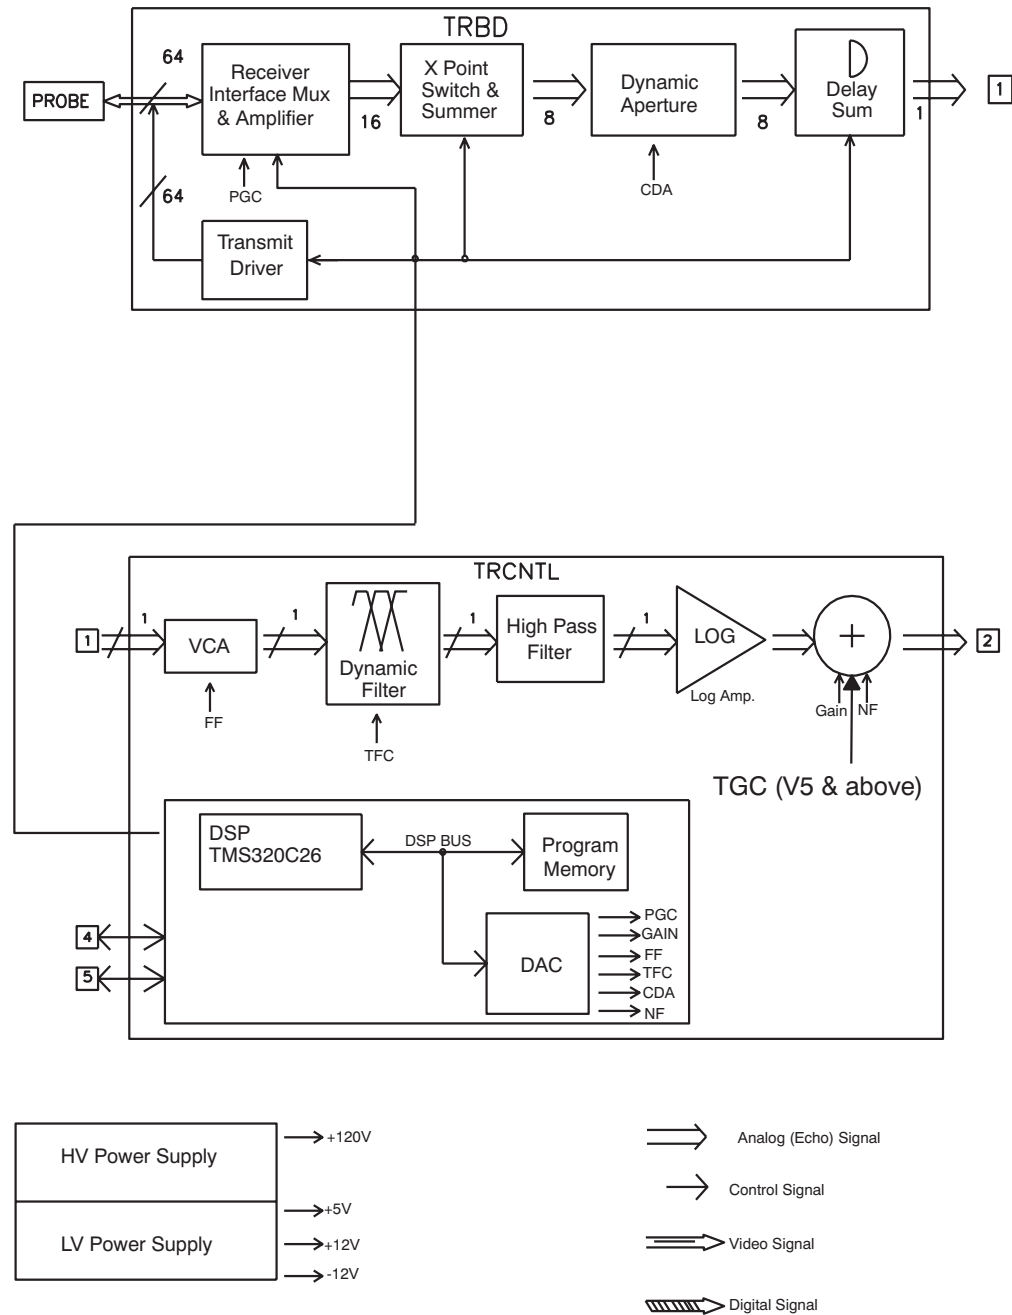 TRBD
64
PROBE
Receiver
Interface Mux
& Amplifier
16
X Point
Switch &
Summer
8
Dynamic
Aperture
8
Delay
Sum
1
1
PGC
CDA
64
Transmit
Driver
TRCNTL
1
1
VCA
1
Dynamic
Filter
1
High Pass
Filter
1
LOG
Log Amp.
+
2
FF
TFC
Gain
NF
TGC (V5 & above)
DSP
TMS320C26
DSP BUS
Program
Memory
4
5
DAC
PGC
GAIN
FF
TFC
CDA
NF
HV Power Supply
+120V
LV Power Supply
+5V
+12V
-12V
Analog (Echo) Signal
Control Signal
Video Signal
Digital Signal